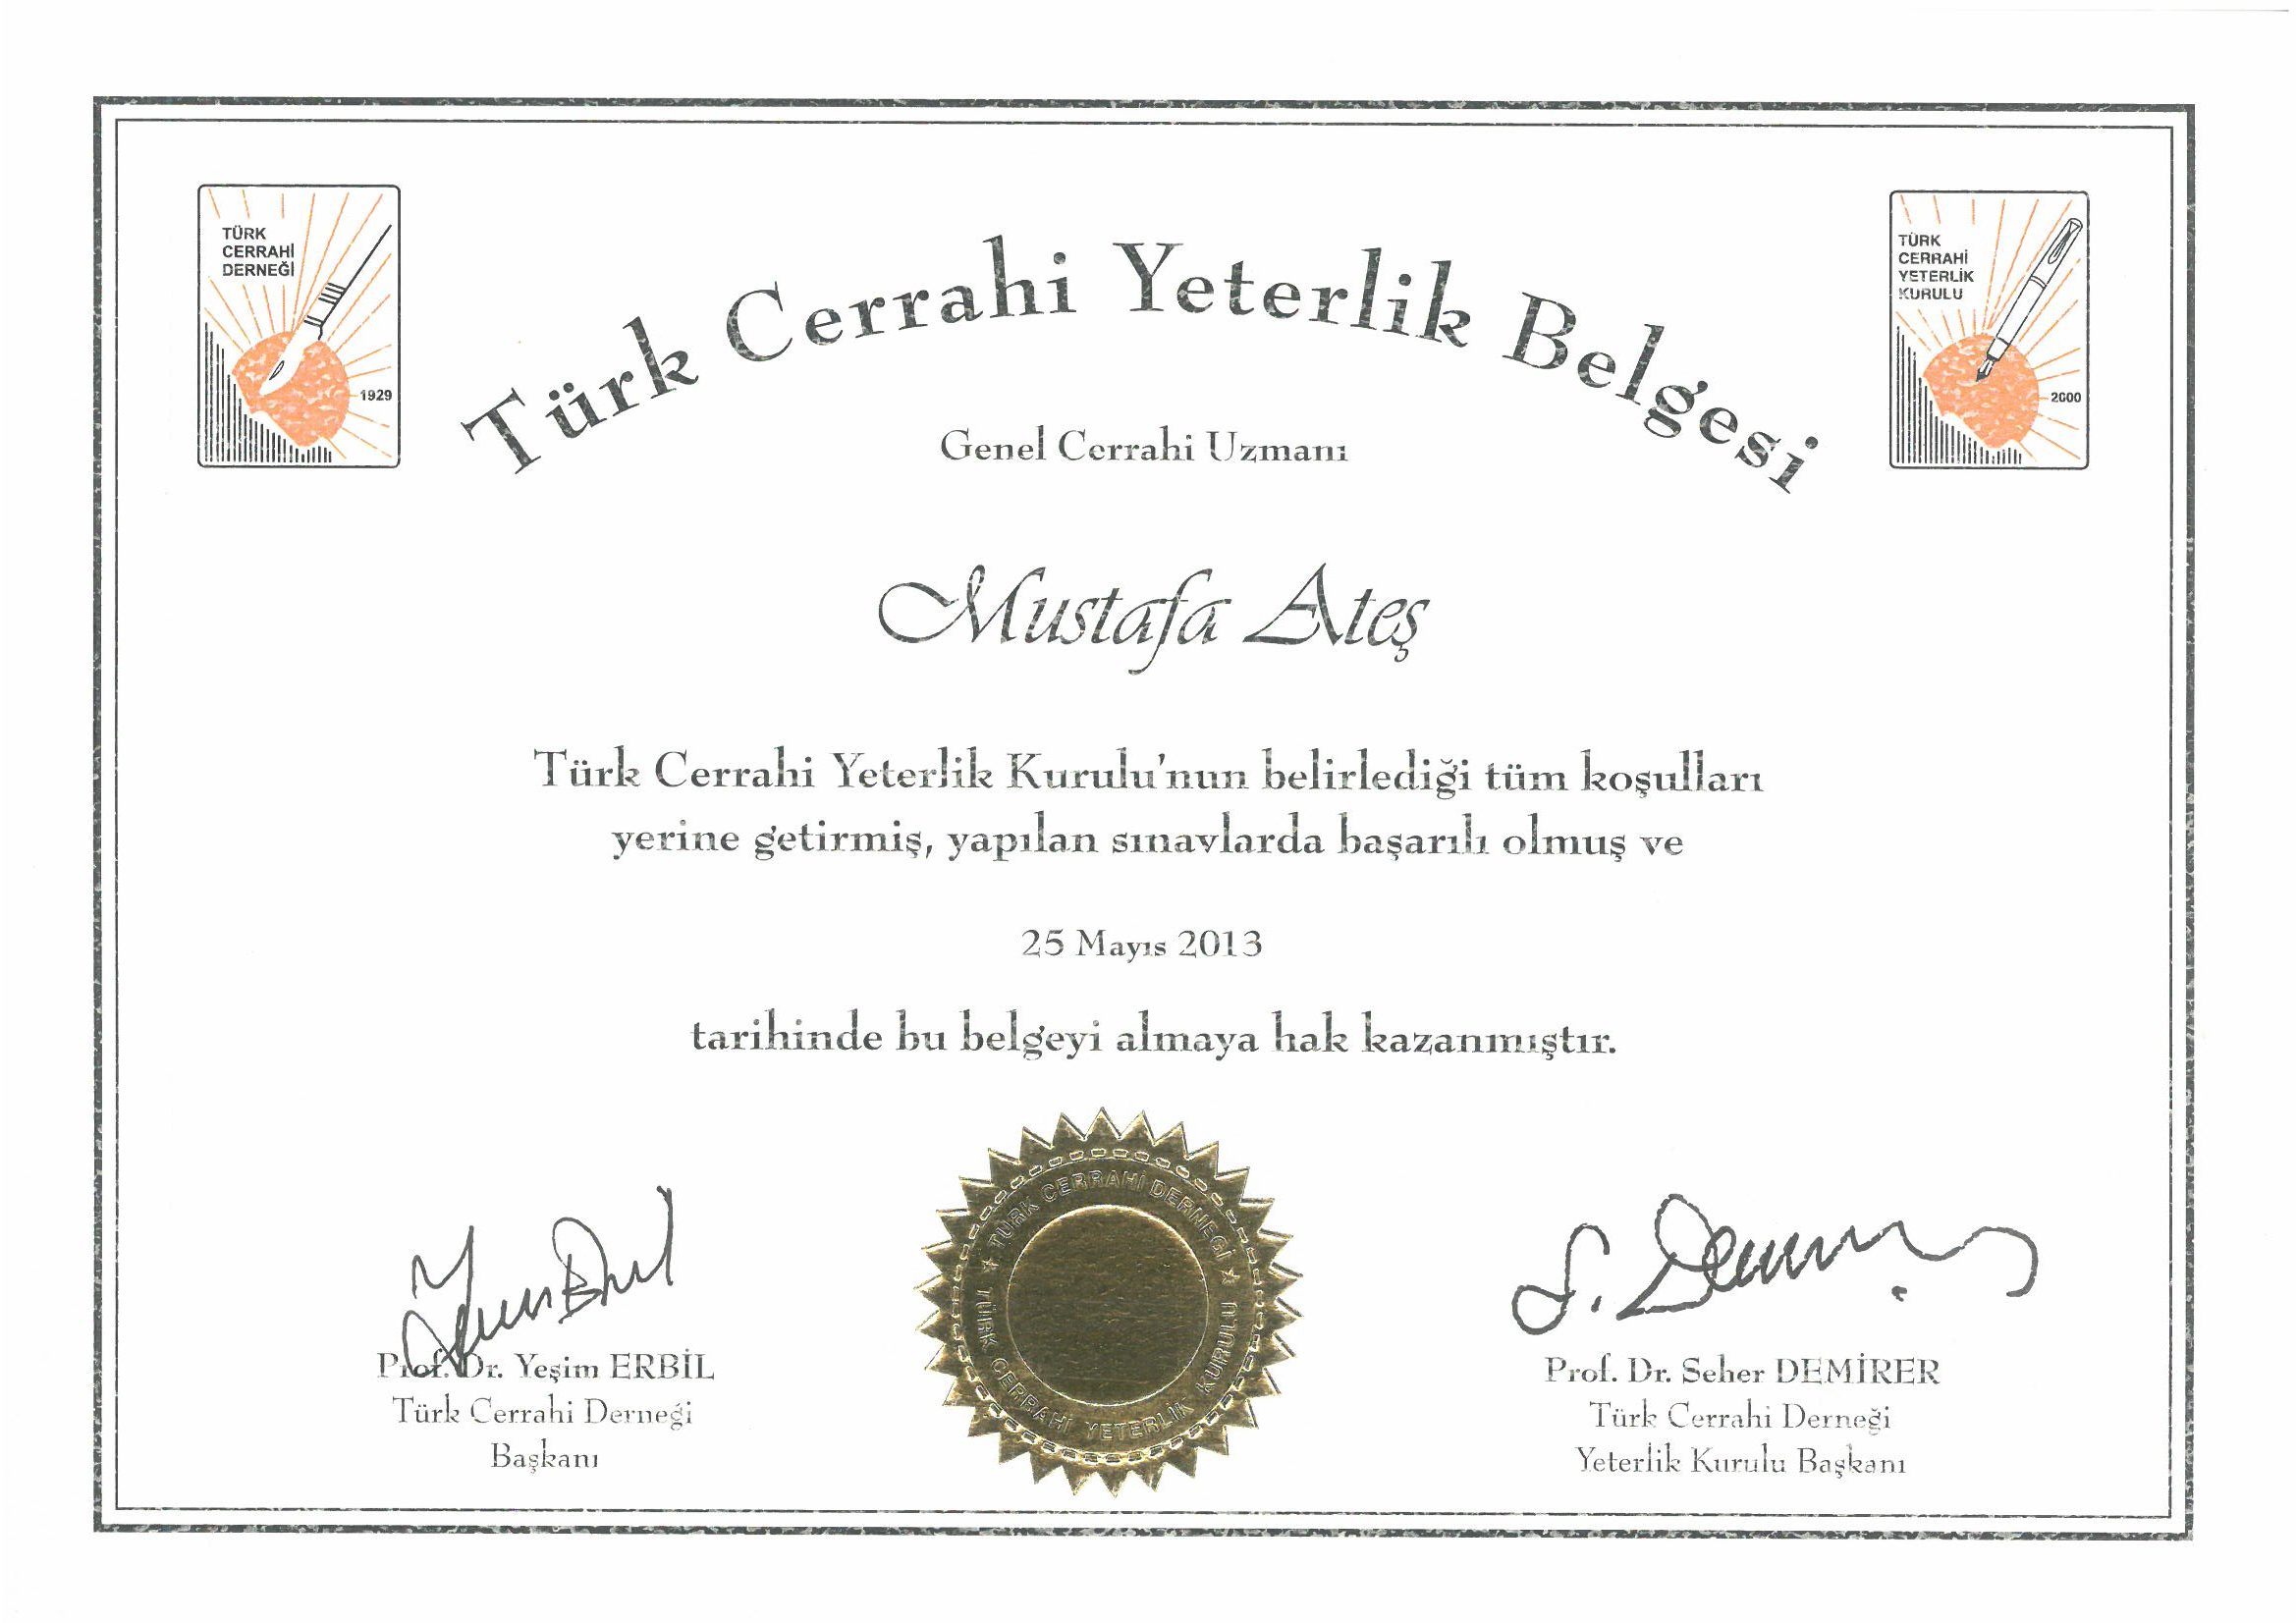 TÜRK
CERRAHİ
DERNEĞİ
1929
TÜRK
CERRAHİ
YETERLİK
KURULU
2000
Türk Cerrahi Yeterlik Belgesi
Genel Cerrahi Uzmanı
Mustafa Ateş
Türk Cerrahi Yeterlik Kurulu'nun belirlediği tüm koşulları
yerine getirmiş, yapılan sınavlarda başarılı olmuş ve
25 Mayıs 2013
tarihinde bu belgeyi almaya hak kazanmıştır.
TÜRK CERRAHİ DERNEĞİ
TÜRK CERRAHİ YETERLİK KURULU
S. Demirer
Prof. Dr. Yeşim ERBİL
Türk Cerrahi Derneği
Başkanı
Prof. Dr. Seher DEMİRER
Türk Cerrahi Derneği
Yeterlik Kurulu Başkanı